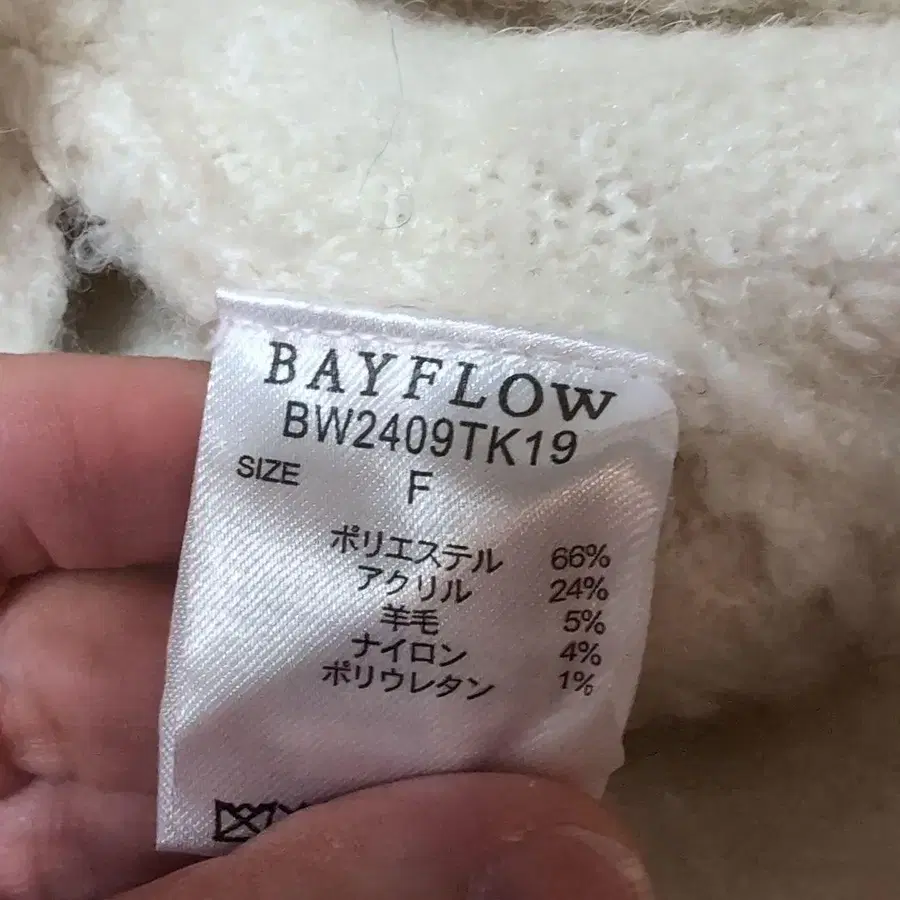 BAYFLOW
BW2409TK19
SIZE F
ポリエステル 66%
アクリル 24%
羊毛 5%
ナイロン 4%
ポリウレタン 1%